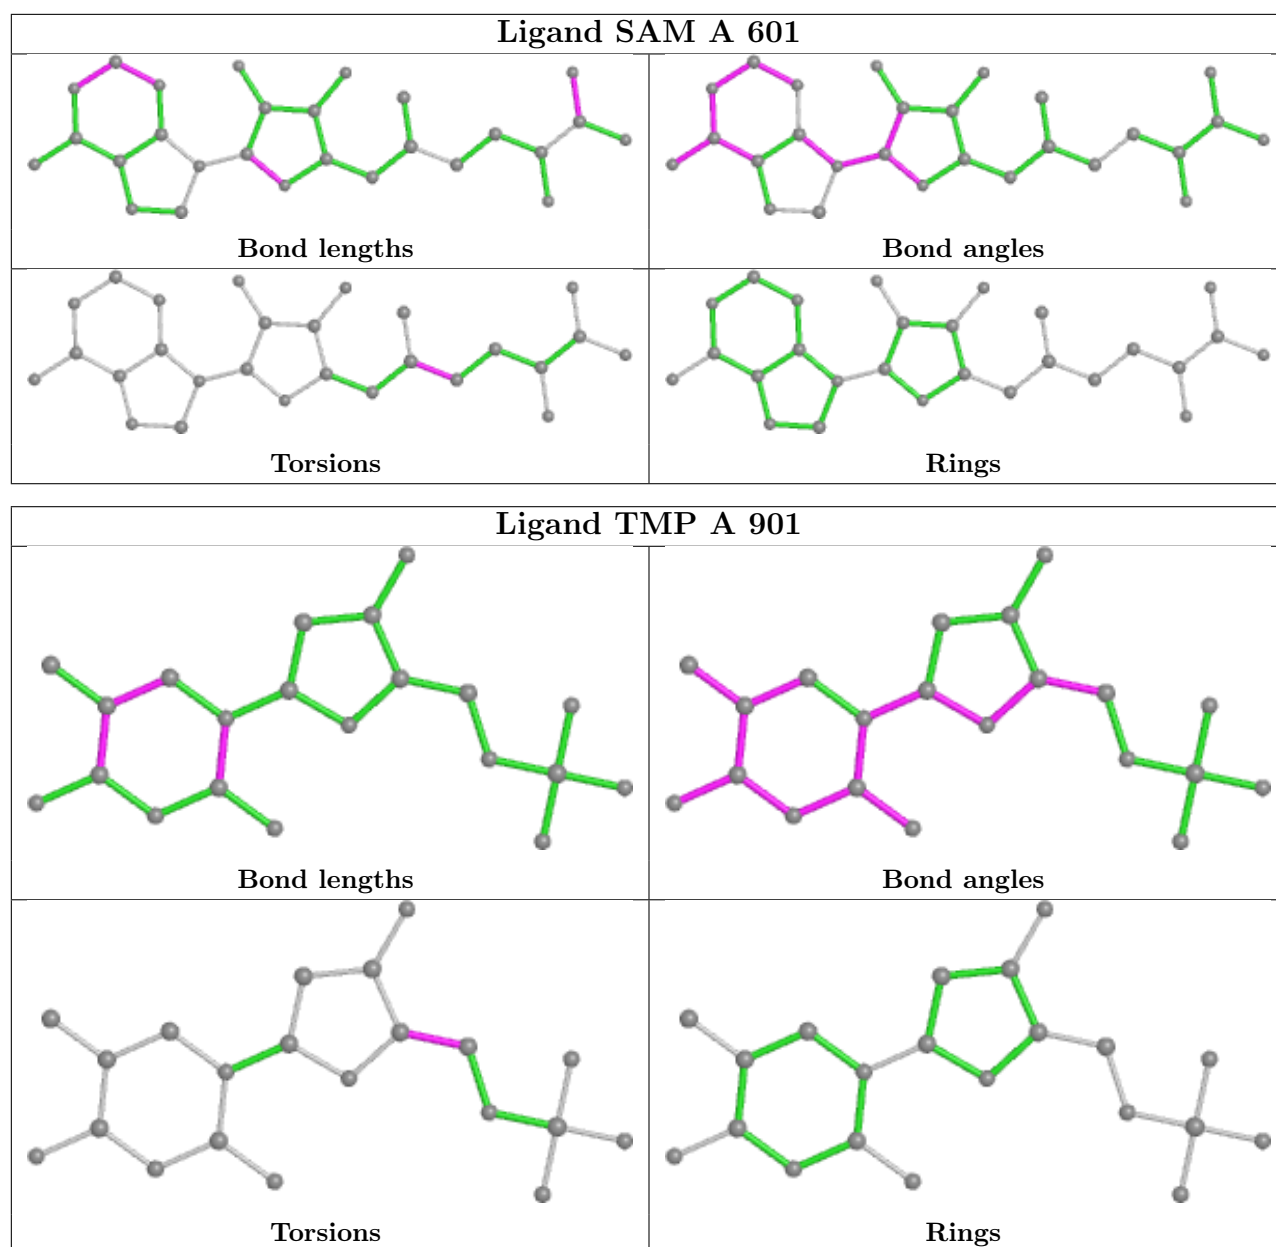 Ligand SAM A 601
Bond lengths
Bond angles
Torsions
Rings
Ligand TMP A 901
Bond lengths
Bond angles
Torsions
Rings